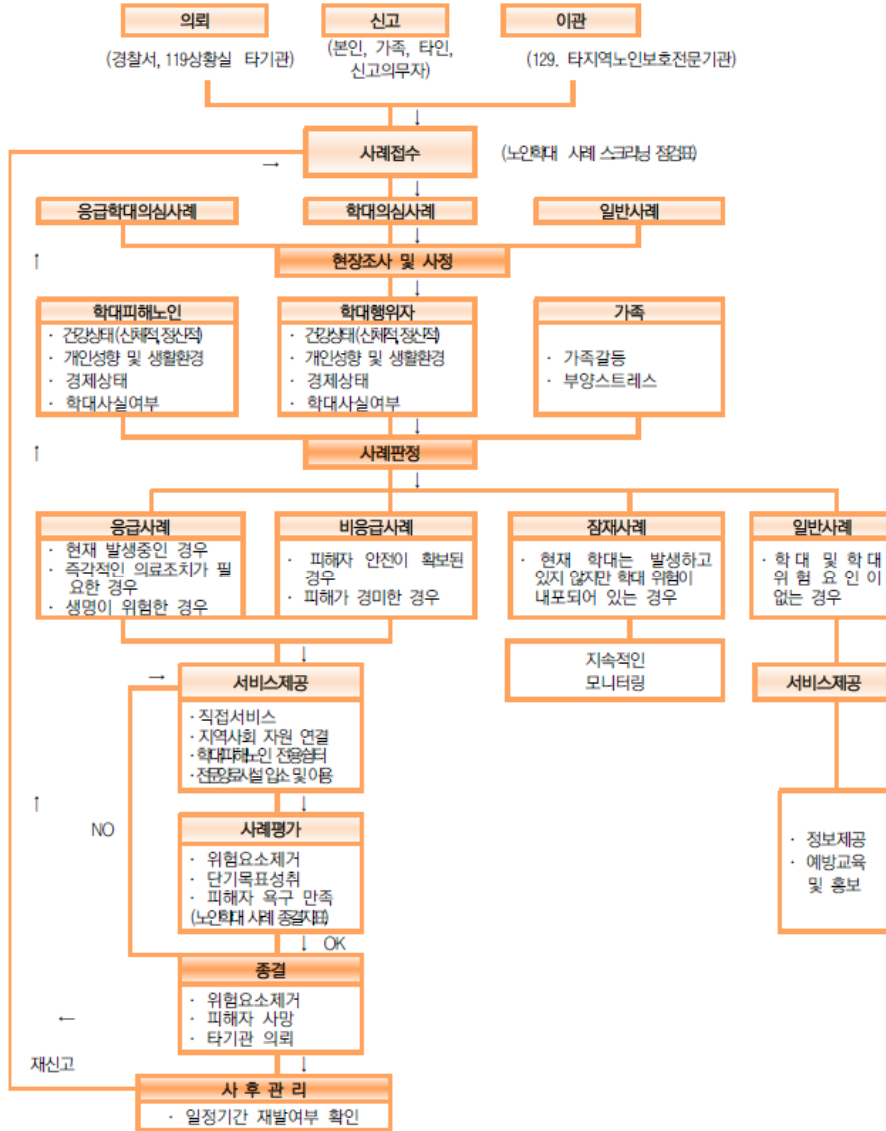 의뢰
신고
이관
(경찰서, 119상황실 타기관)
(본인, 가족, 타인,
신고의무자)
(129, 타지역노인보호전문기관)
↓
사례접수
(노인학대 사례 스크리닝 점검표)
→
↓
응급학대의심사례
학대의심사례
일반사례
↓
↑
현장조사 및 사정
↓
학대피해노인
· 건강상태(신체적,정신적)
· 개인성향 및 생활환경
· 경제상태
· 학대사실여부
학대행위자
· 건강상태(신체적,정신적)
· 개인성향 및 생활환경
· 경제상태
· 학대사실여부
가족
· 가족갈등
· 부양스트레스
↑
사례판정
↓
응급사례
· 현재 발생중인 경우
· 즉각적인 의료조치가 필
요한 경우
· 생명이 위험한 경우
비응급사례
· 피해자 안전이 확보된
경우
· 피해가 경미한 경우
잠재사례
· 현재 학대는 발생하고
있지 않지만 학대 위험이
내포되어 있는 경우
일반사례
· 학대 및 학대
위험요인이
없는 경우
↓
지속적인
모니터링
→
서비스제공
서비스제공
·직접서비스
·지역사회 자원 연결
·학대피해노인 전용쉼터
·전문의료시설 입소 및 이용
↑
↓
NO
사례평가
· 위험요소제거
· 단기목표성취
· 피해자 욕구 만족
(노인학대 사례 종결지표)
· 정보제공
· 예방교육
및 홍보
↓ OK
종결
· 위험요소제거
· 피해자 사망
· 타기관 의뢰
←
↓
재신고
사 후 관 리
· 일정기간 재발여부 확인